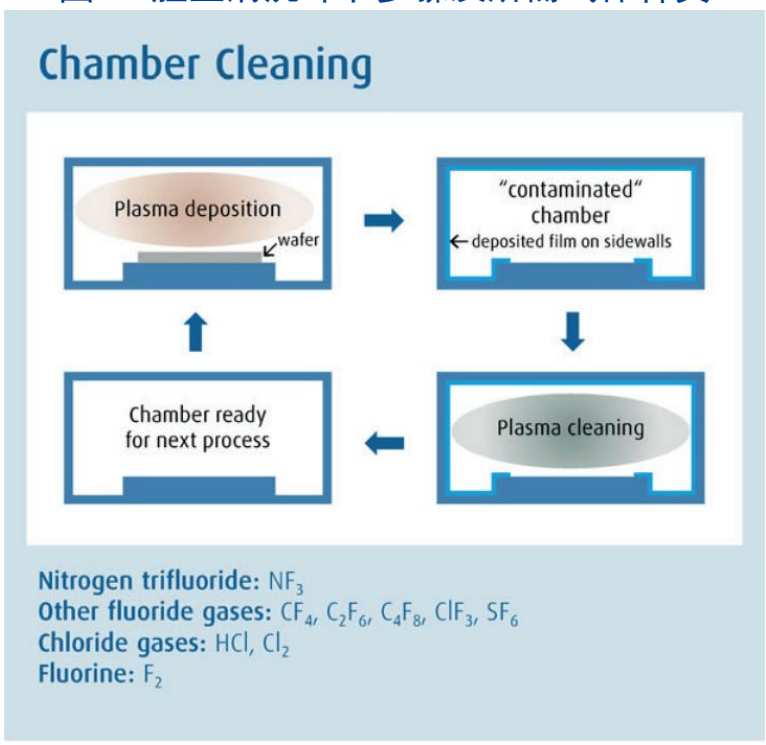 Chamber Cleaning
Plasma deposition
wafer
"contaminated"
chamber
deposited film on sidewalls
Chamber ready
for next process
Plasma cleaning
Nitrogen trifluoride: NF₃
Other fluoride gases: CF₄, C₂F₆, C₄F₈, ClF₃, SF₆
Chloride gases: HCl, Cl₂
Fluorine: F₂